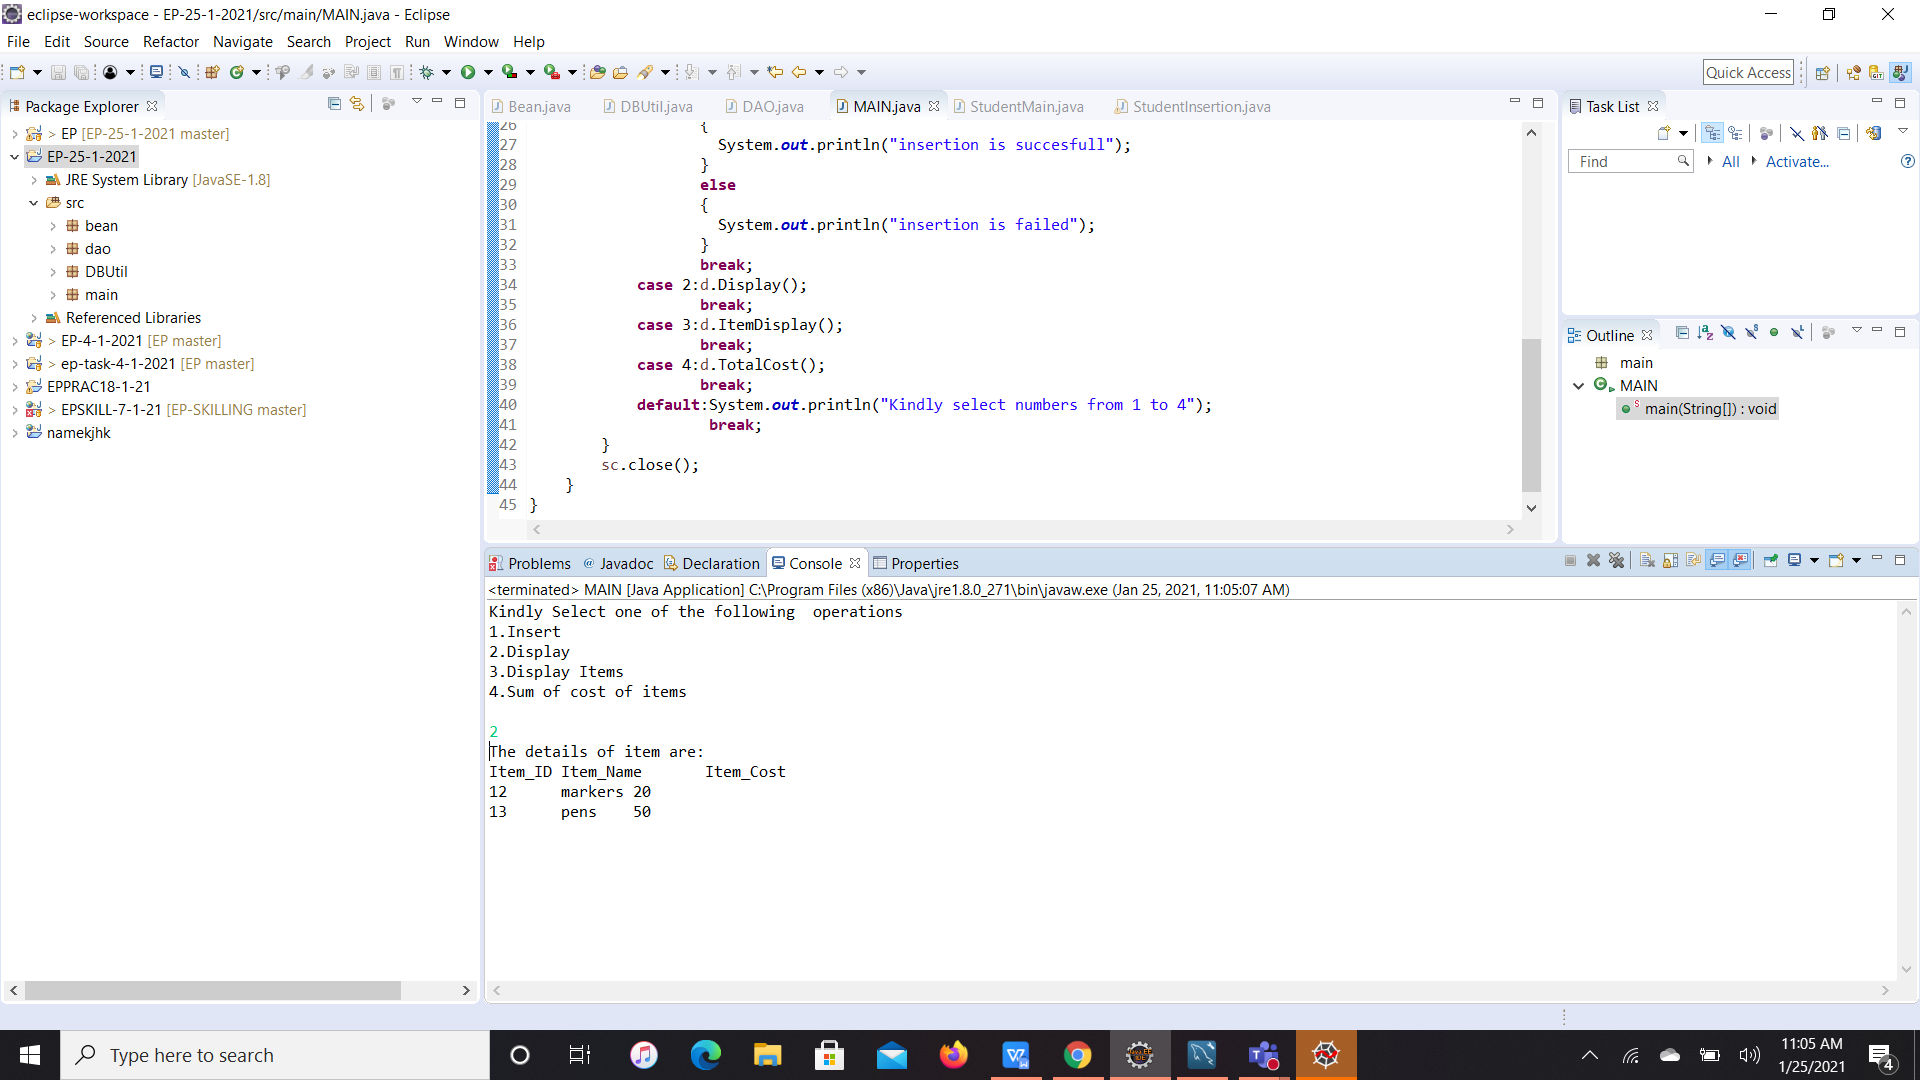 eclipse-workspace - EP-25-1-2021/src/main/MAIN.java - Eclipse
File Edit Source Refactor Navigate Search Project Run Window Help
Quick Access
Package Explorer
> EP [EP-25-1-2021 master]
EP-25-1-2021
JRE System Library [JavaSE-1.8]
src
bean
dao
DBUtil
main
Referenced Libraries
> EP-4-1-2021 [EP master]
> ep-task-4-1-2021 [EP master]
EPPRAC18-1-21
> EPSKILL-7-1-21 [EP-SKILLING master]
namekjhk
Bean.java DBUtil.java DAO.java MAIN.java StudentMain.java StudentInsertion.java
26 {
27 System.out.println("insertion is succesfull");
28 }
29 else
30 {
31 System.out.println("insertion is failed");
32 }
33 break;
34 case 2:d.Display();
35 break;
36 case 3:d.ItemDisplay();
37 break;
38 case 4:d.TotalCost();
39 break;
40 default:System.out.println("Kindly select numbers from 1 to 4");
41 break;
42 }
43 sc.close();
44 }
45 }
Task List
Find All Activate...
Outline
main
MAIN
main(String[]) : void
Problems Javadoc Declaration Console Properties
<terminated> MAIN [Java Application] C:\Program Files (x86)\Java\jre1.8.0_271\bin\javaw.exe (Jan 25, 2021, 11:05:07 AM)
Kindly Select one of the following  operations
1.Insert
2.Display
3.Display Items
4.Sum of cost of items
2
The details of item are:
Item_ID Item_Name Item_Cost
12 markers 20
13 pens 50
Type here to search
11:05 AM
1/25/2021
4